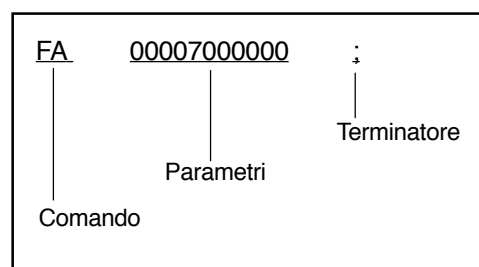 FA 00007000000 ;
Terminatore
Parametri
Comando